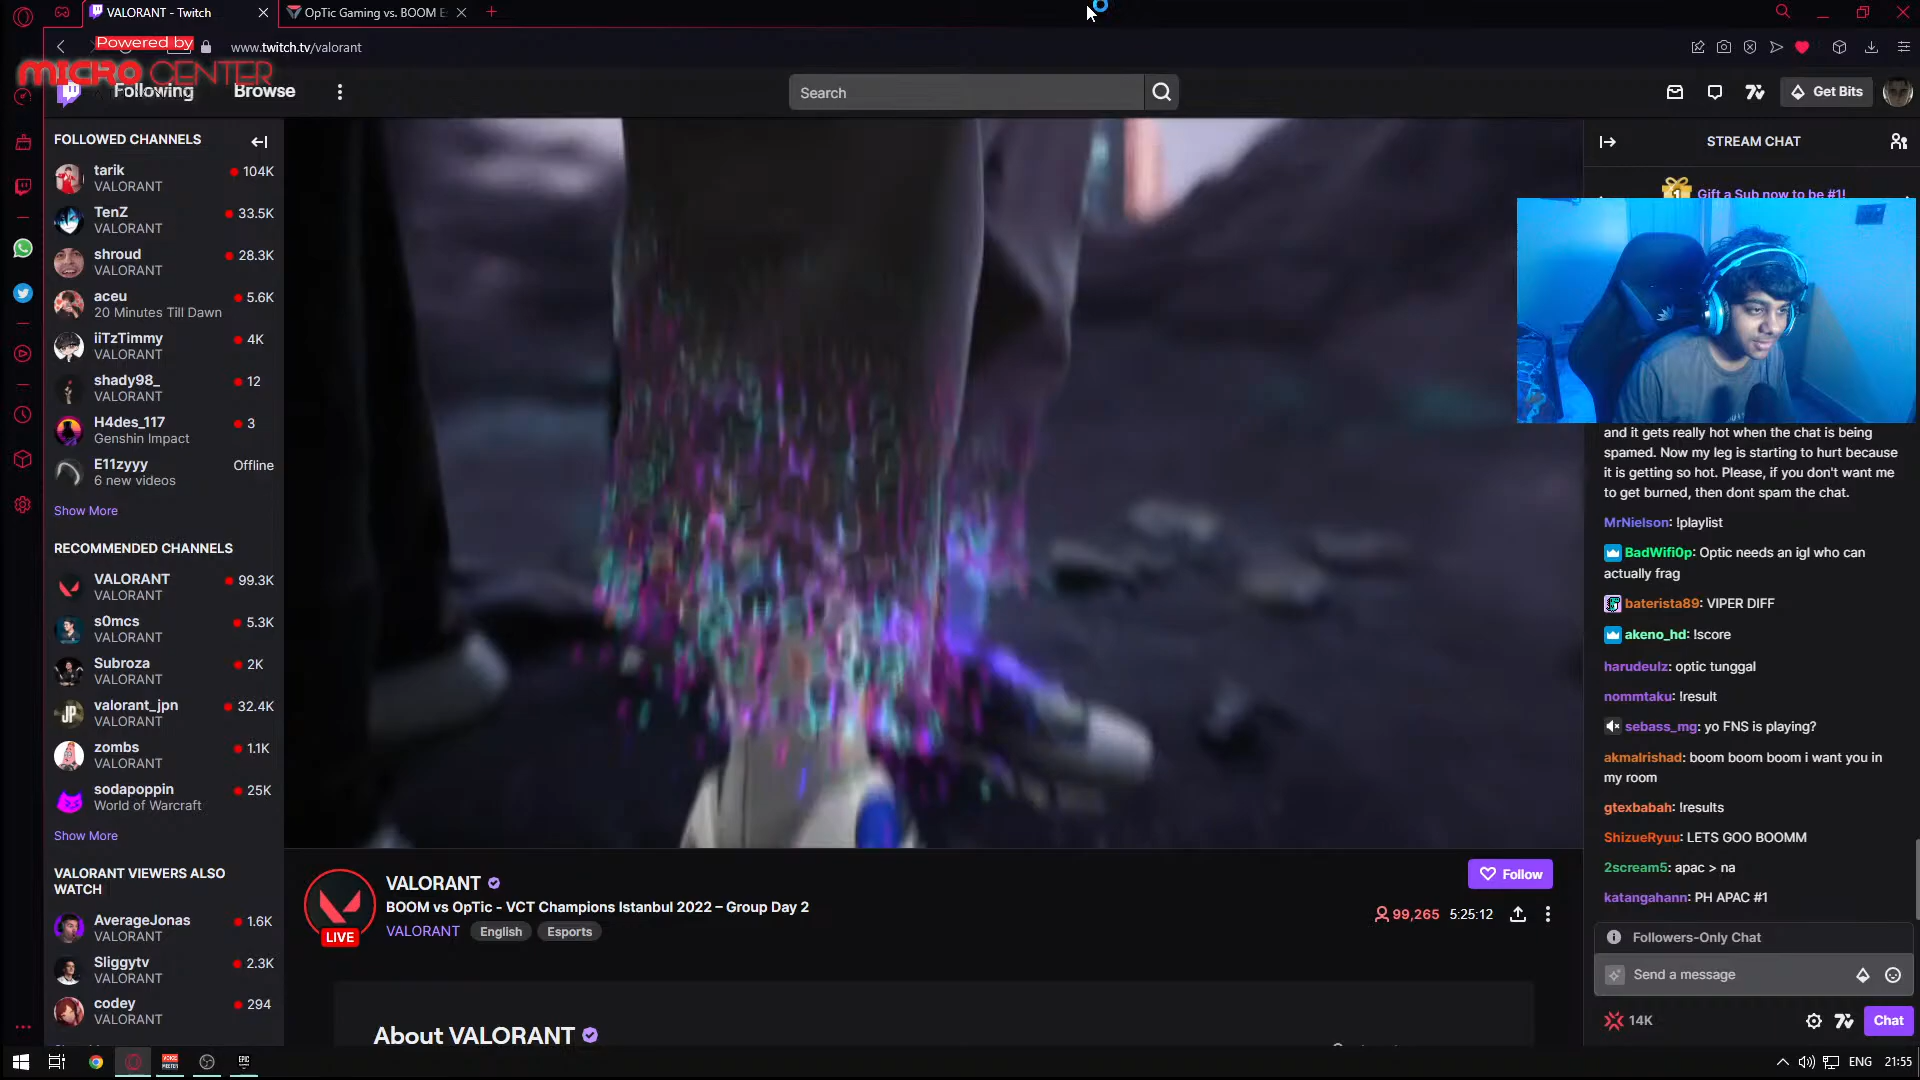 VALORANT - Twitch
OpTic Gaming vs. BOOM E
Powered by
MICRO CENTER
www.twitch.tv/valorant
Following
Browse
Search
Get Bits
FOLLOWED CHANNELS
tarik
104K
VALORANT
TenZ
33.5K
VALORANT
shroud
28.3K
VALORANT
aceu
5.6K
20 Minutes Till Dawn
iiTzTimmy
4K
VALORANT
shady98_
12
VALORANT
H4des_117
3
Genshin Impact
E11zyyy
Offline
6 new videos
Show More
RECOMMENDED CHANNELS
VALORANT
99.3K
VALORANT
s0mcs
5.3K
VALORANT
Subroza
2K
VALORANT
valorant_jpn
32.4K
VALORANT
zombs
1.1K
VALORANT
sodapoppin
25K
World of Warcraft
Show More
VALORANT VIEWERS ALSO
WATCH
AverageJonas
1.6K
VALORANT
Sliggytv
2.3K
VALORANT
codey
294
VALORANT
LIVE
VALORANT
BOOM vs OpTic - VCT Champions Istanbul 2022 – Group Day 2
VALORANT
English
Esports
Follow
99,265
5:25:12
About VALORANT
STREAM CHAT
Gift a Sub now to be #1!
and it gets really hot when the chat is being
spamed. Now my leg is starting to hurt because
it is getting so hot. Please, if you don't want me
to get burned, then dont spam the chat.
MrNielson: !playlist
BadWifi0p: Optic needs an igl who can
actually frag
baterista89: VIPER DIFF
akeno_hd: !score
harudeulz: optic tunggal
nommtaku: !result
sebass_mg: yo FNS is playing?
akmalrishad: boom boom boom i want you in
my room
gtexbabah: !results
ShizueRyuu: LETS GOO BOOMM
2scream5: apac > na
katangahann: PH APAC #1
Followers-Only Chat
Send a message
14K
Chat
ENG
21:55